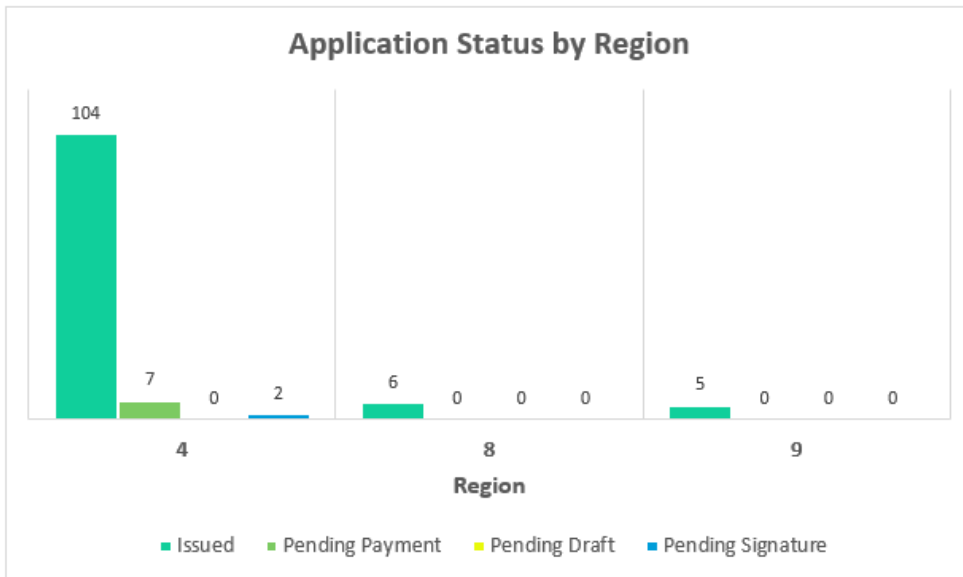 Application Status by Region
104
7
0
2
6
0
0
0
5
0
0
0
4
8
9
Region
Issued
Pending Payment
Pending Draft
Pending Signature